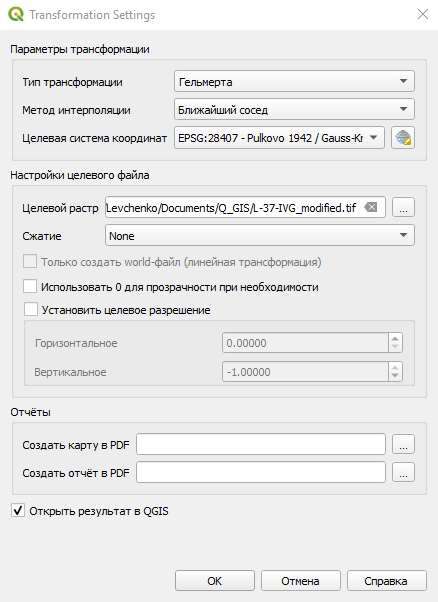 Transformation Settings
Параметры трансформации
Тип трансформации Гельмерта
Метод интерполяции Ближайший сосед
Целевая система координат EPSG:28407 - Pulkovo 1942 / Gauss-Kr
Настройки целевого файла
Целевой растр Levchenko/Documents/Q_GIS/L-37-IVG_modified.tif ...
Сжатие None
Только создать world-файл (линейная трансформация)
Использовать 0 для прозрачности при необходимости
Установить целевое разрешение
Горизонтальное 0.00000
Вертикальное -1.00000
Отчёты
Создать карту в PDF ...
Создать отчёт в PDF ...
Открыть результат в QGIS
OK Отмена Справка